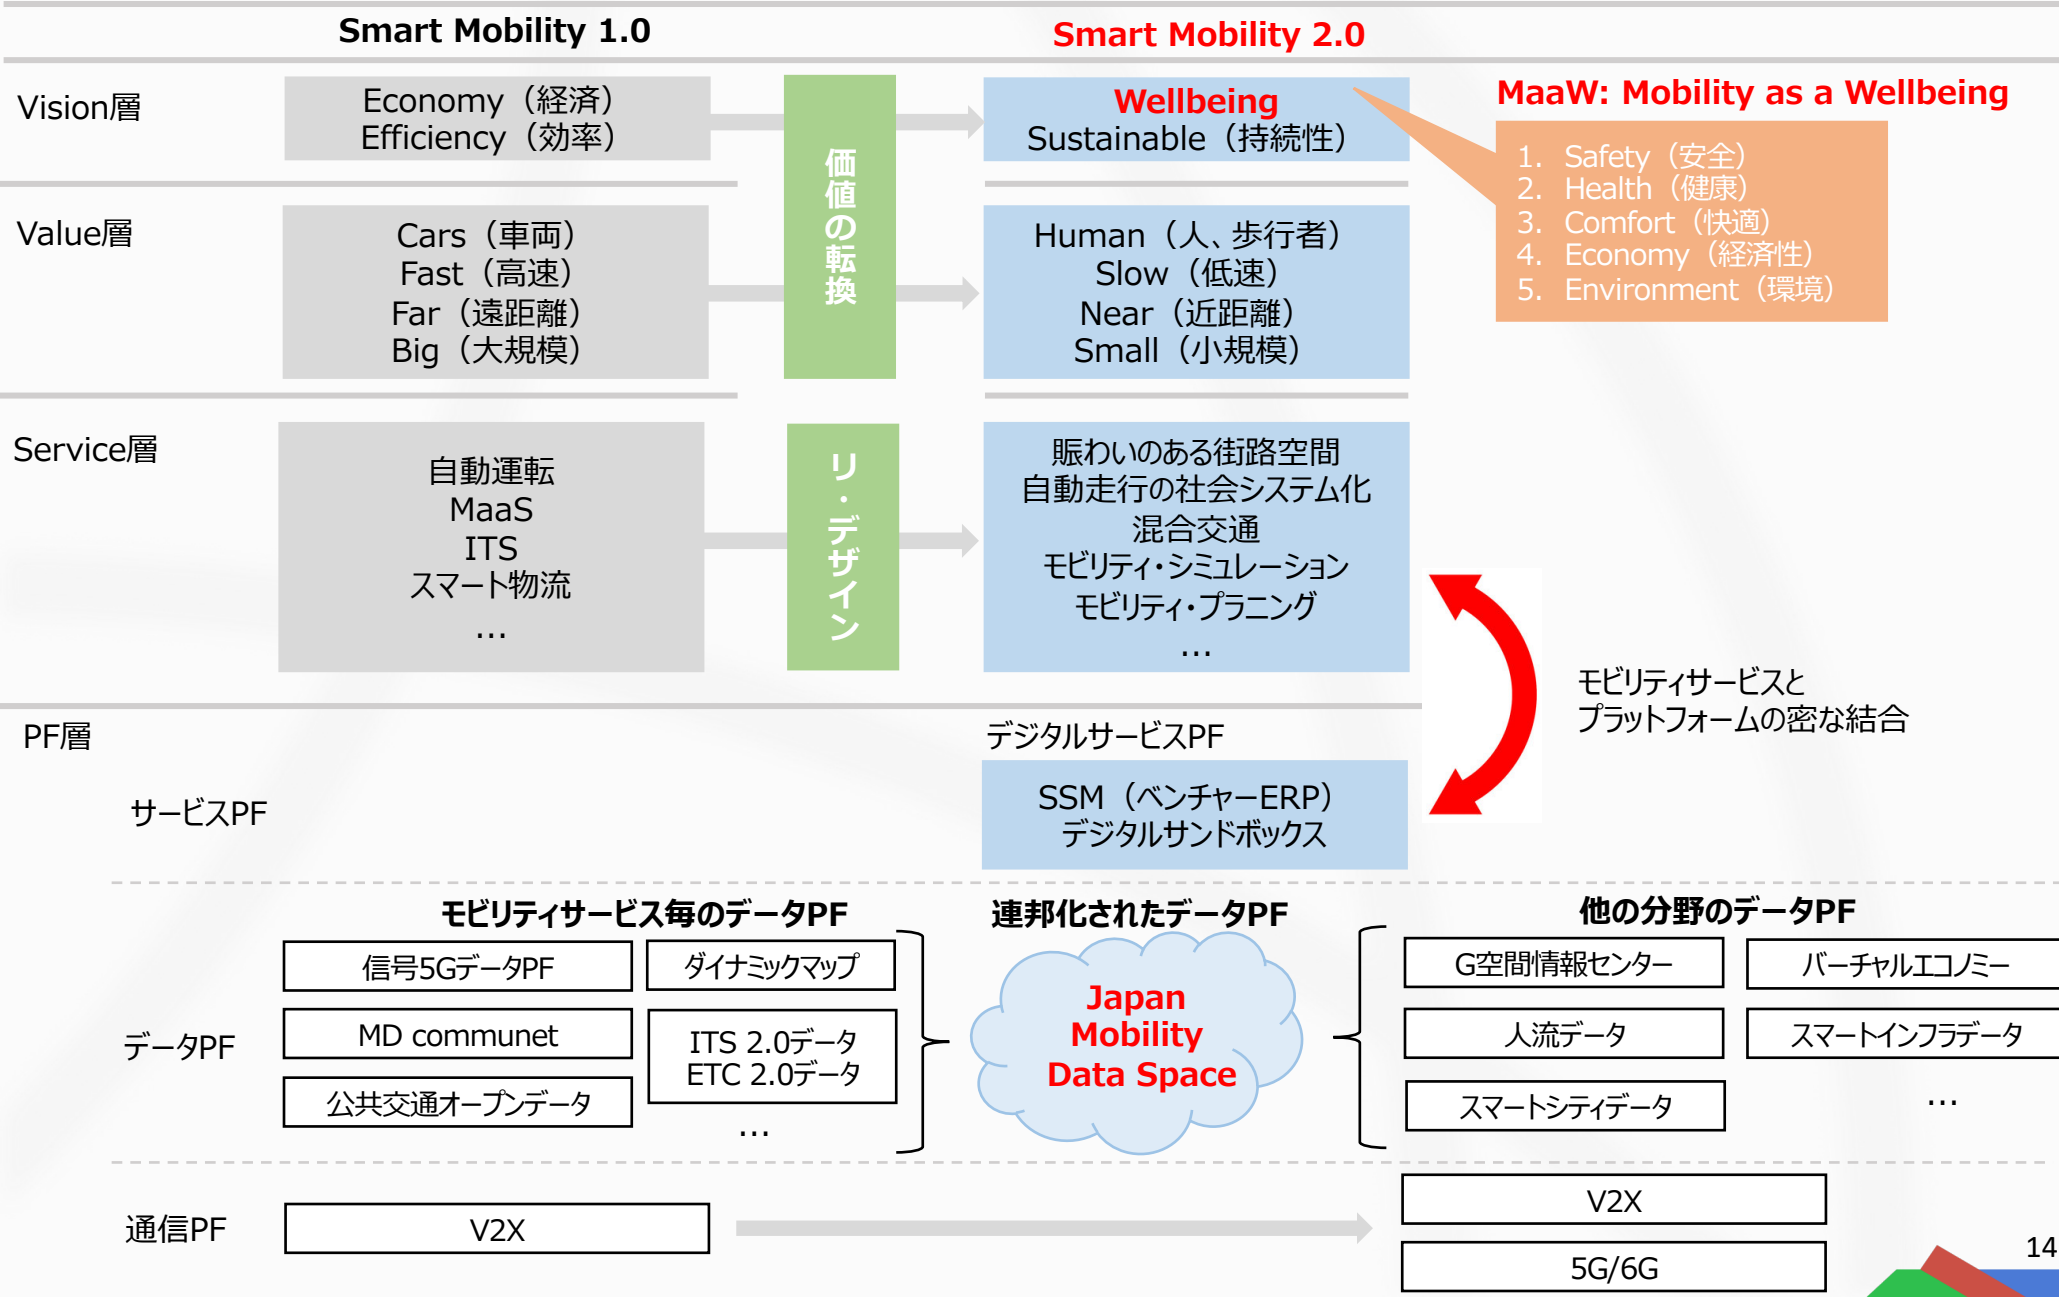 Smart Mobility 1.0
Smart Mobility 2.0
Vision層
Economy（経済）
Efficiency（効率）
価値の転換
Wellbeing
Sustainable（持続性）
MaaW: Mobility as a Wellbeing
1. Safety（安全）
2. Health（健康）
3. Comfort（快適）
4. Economy（経済性）
5. Environment（環境）
Value層
Cars（車両）
Fast（高速）
Far（遠距離）
Big（大規模）
Human（人、歩行者）
Slow（低速）
Near（近距離）
Small（小規模）
Service層
自動運転
MaaS
ITS
スマート物流
…
リ・デザイン
賑わいのある街路空間
自動走行の社会システム化
混合交通
モビリティ・シミュレーション
モビリティ・プラニング
…
モビリティサービスと
プラットフォームの密な結合
PF層
デジタルサービスPF
サービスPF
SSM（ベンチャーERP）
デジタルサンドボックス
モビリティサービス毎のデータPF
連邦化されたデータPF
他の分野のデータPF
データPF
信号5GデータPF
ダイナミックマップ
MD communet
ITS 2.0データ
ETC 2.0データ
公共交通オープンデータ
…
Japan
Mobility
Data Space
G空間情報センター
バーチャルエコノミー
人流データ
スマートインフラデータ
スマートシティデータ
…
通信PF
V2X
V2X
5G/6G
14